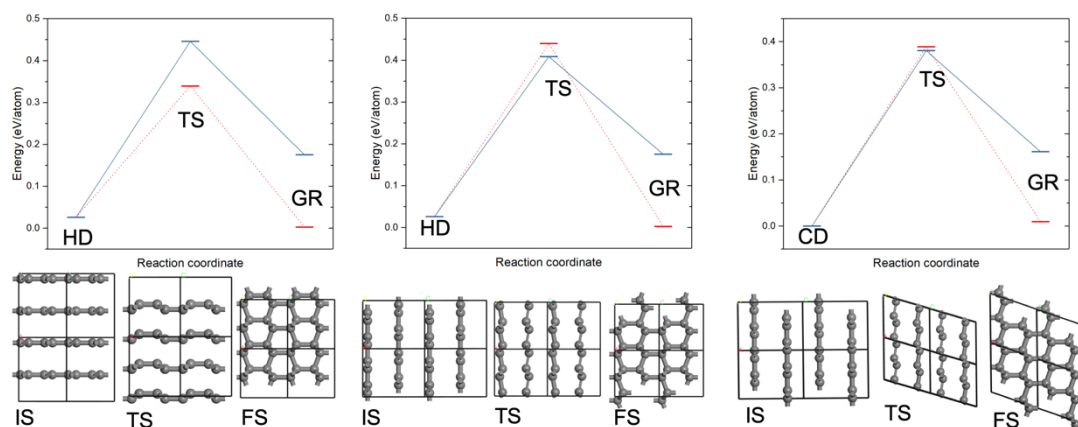 0.5
0.4
0.3
0.2
0.1
0.0
Energy (eV/atom)
TS
GR
HD
Reaction coordinate
0.5
0.4
0.3
0.2
0.1
0.0
Energy (eV/atom)
TS
GR
HD
Reaction coordinate
0.4
0.3
0.2
0.1
0.0
Energy (eV/atom)
TS
GR
CD
Reaction coordinate
IS
TS
FS
IS
TS
FS
IS
TS
FS